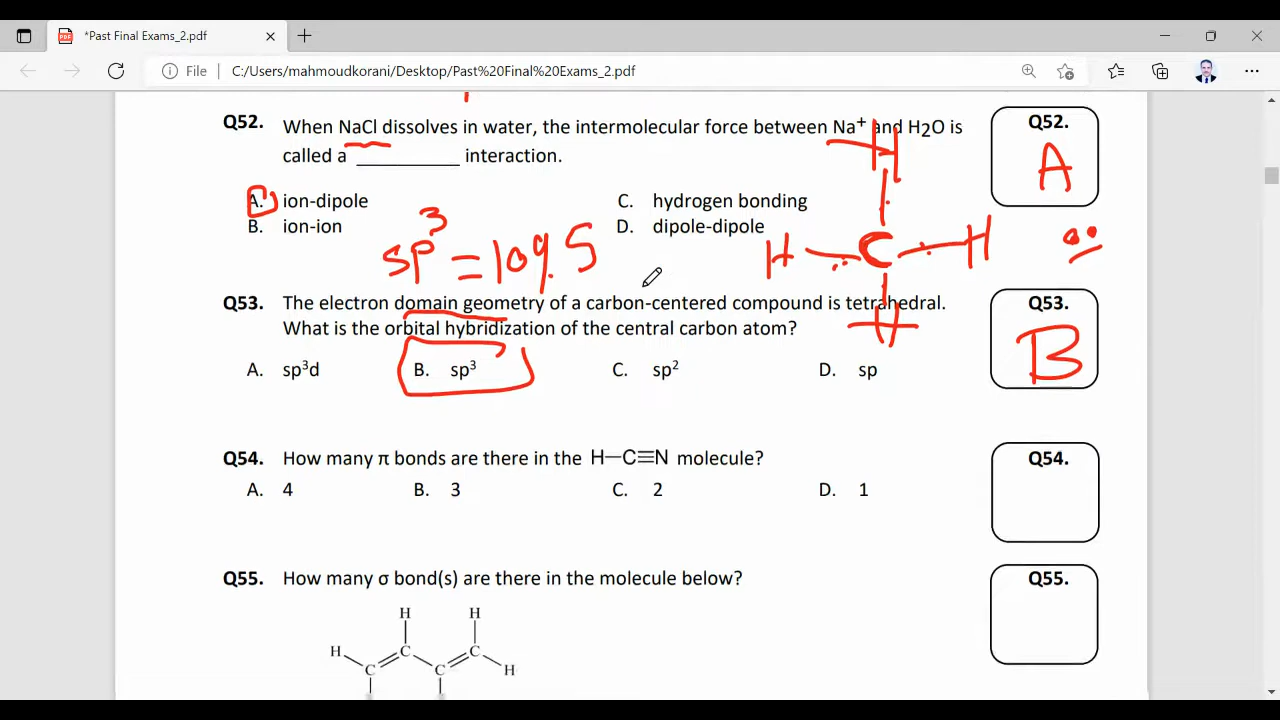 *Past Final Exams_2.pdf
File C:/Users/mahmoudkorani/Desktop/Past%20Final%20Exams_2.pdf
Q52. When NaCl dissolves in water, the intermolecular force between Na+ and H2O is
called a __________ interaction.
Q52.
A
A. ion-dipole C. hydrogen bonding
B. ion-ion D. dipole-dipole
sp³ = 109.5
H
H C H
H
Q53. The electron domain geometry of a carbon-centered compound is tetrahedral.
What is the orbital hybridization of the central carbon atom?
Q53.
B
A. sp³d B. sp³ C. sp² D. sp
Q54. How many π bonds are there in the H—C≡N molecule?
Q54.
A. 4 B. 3 C. 2 D. 1
Q55. How many σ bond(s) are there in the molecule below?
Q55.
H H
H C C
C C H